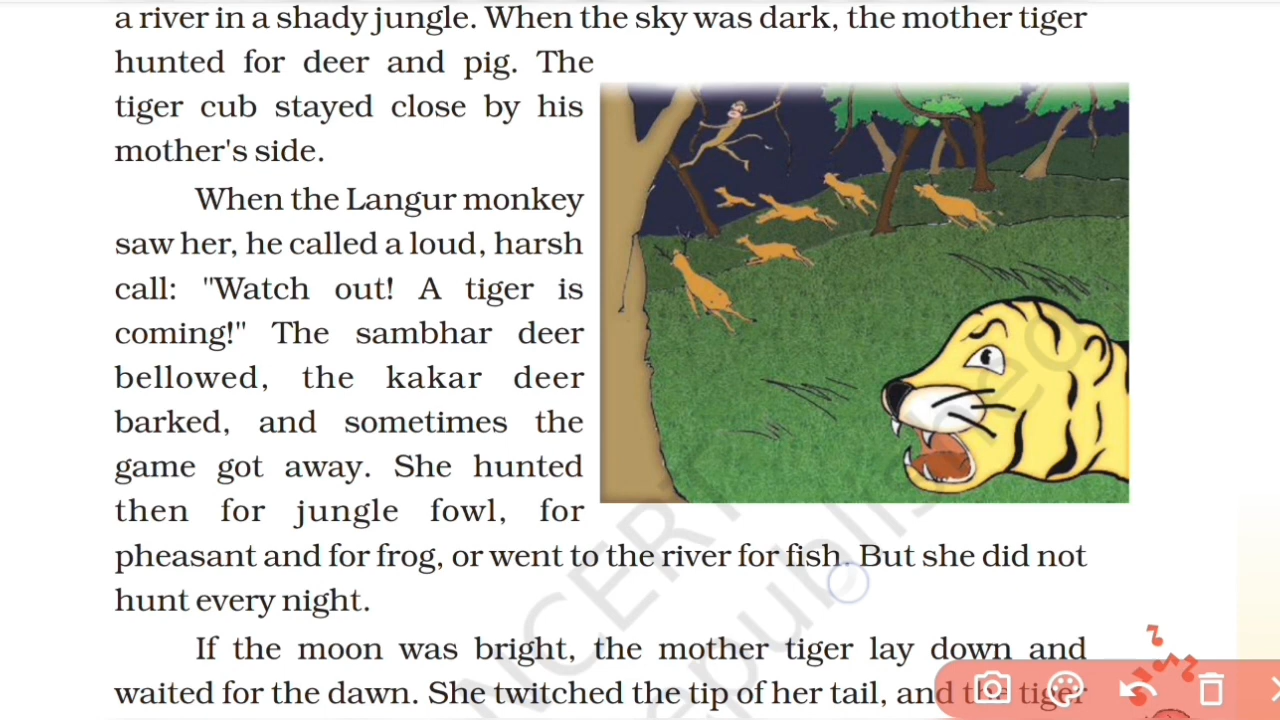 a river in a shady jungle. When the sky was dark, the mother tiger
hunted for deer and pig. The
tiger cub stayed close by his
mother's side.
When the Langur monkey
saw her, he called a loud, harsh
call: "Watch out! A tiger is
coming!" The sambhar deer
bellowed, the kakar deer
barked, and sometimes the
game got away. She hunted
then for jungle fowl, for
pheasant and for frog, or went to the river for fish. But she did not
hunt every night.
If the moon was bright, the mother tiger lay down and
waited for the dawn. She twitched the tip of her tail, and the tiger
NCERT
republished